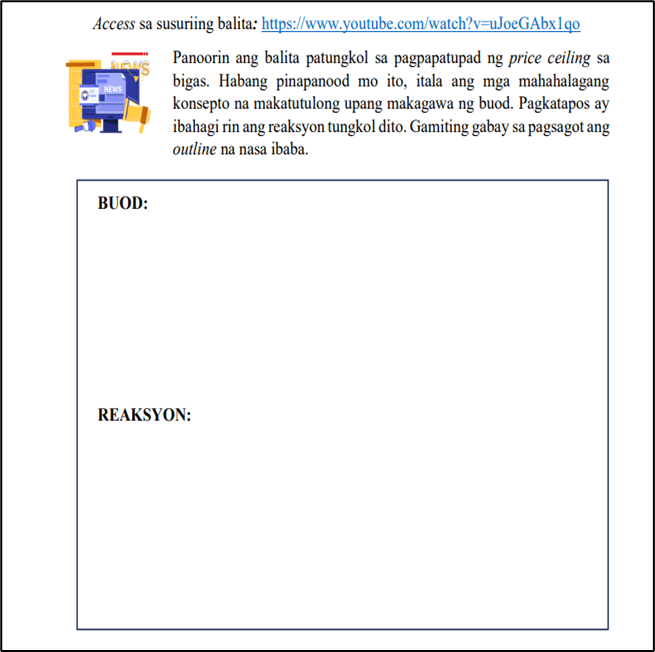 Access sa susuriing balita: https://www.youtube.com/watch?v=uJoeGAbx1qo
Panoorin ang balita patungkol sa pagpapatupad ng price ceiling sa
bigas. Habang pinapanood mo ito, itala ang mga mahahalagang
konsepto na makatutulong upang makagawa ng buod. Pagkatapos ay
ibahagi rin ang reaksyon tungkol dito. Gamiting gabay sa pagsagot ang
outline na nasa ibaba.
NEWS
NEWS
BUOD:
REAKSYON: